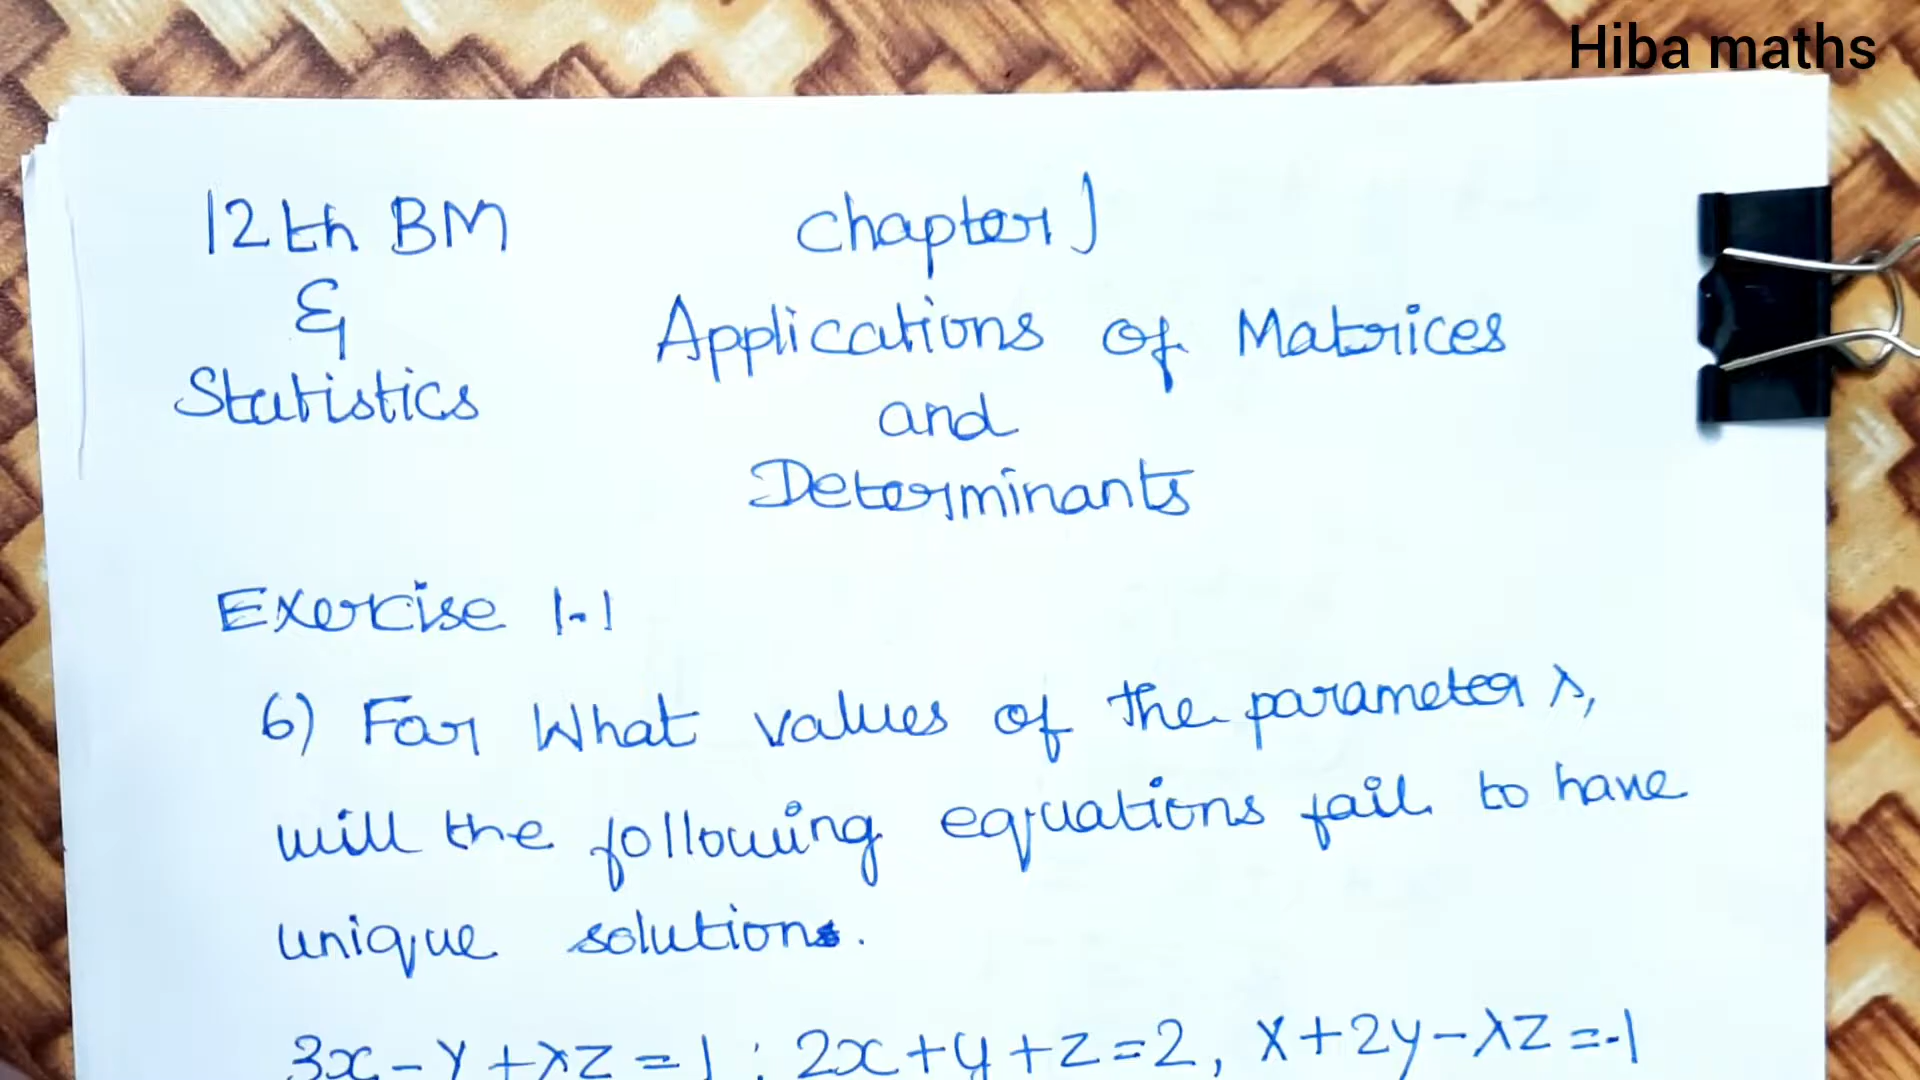 Hiba maths
12th BM
&
Statistics
Chapter 1
Applications of Matrices
and
Determinants
Exercise 1.1
6) For What values of the parameter λ,
will the following equations fail to have
unique solutions.
3x-y+λz=1; 2x+y+z=2, x+2y-λz=-1